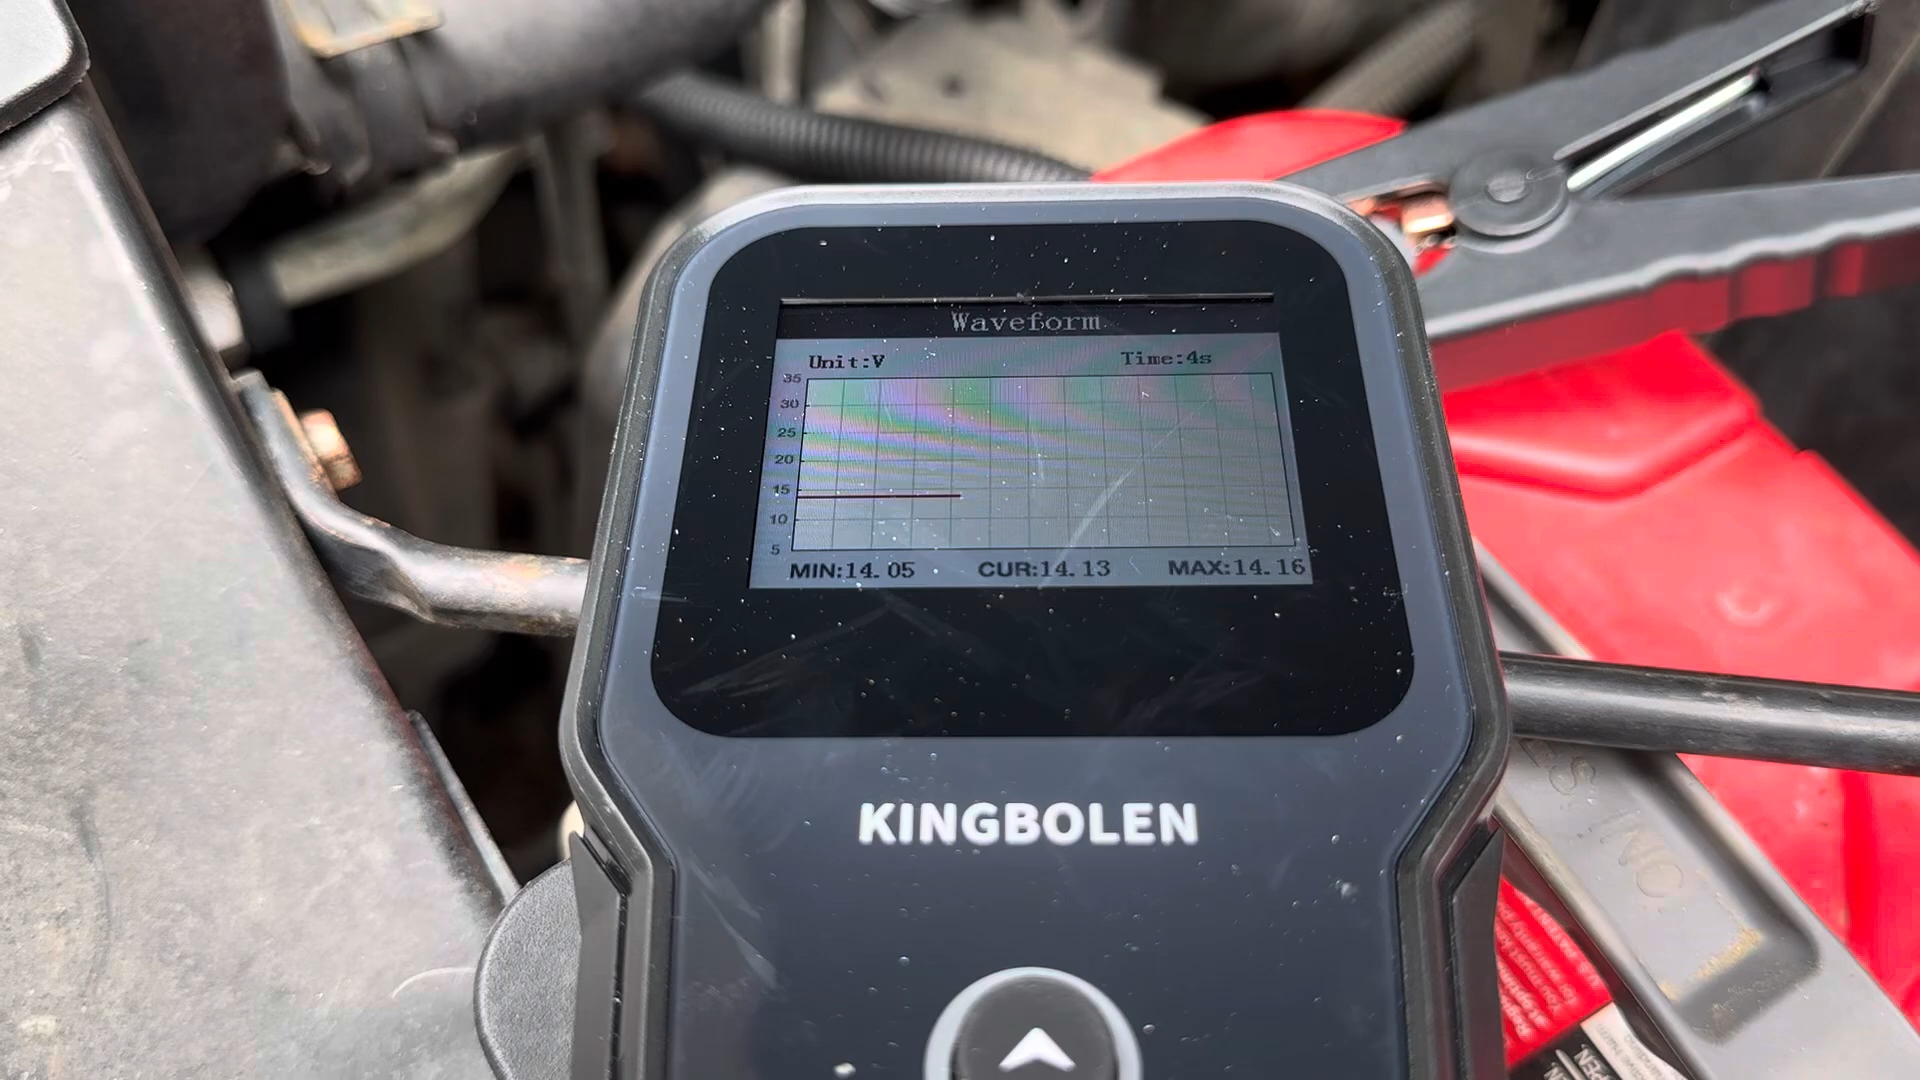 Waveform
Unit:V
Time:4s
35
30
25
20
15
10
5
MIN:14.05
CUR:14.13
MAX:14.16
KINGBOLEN